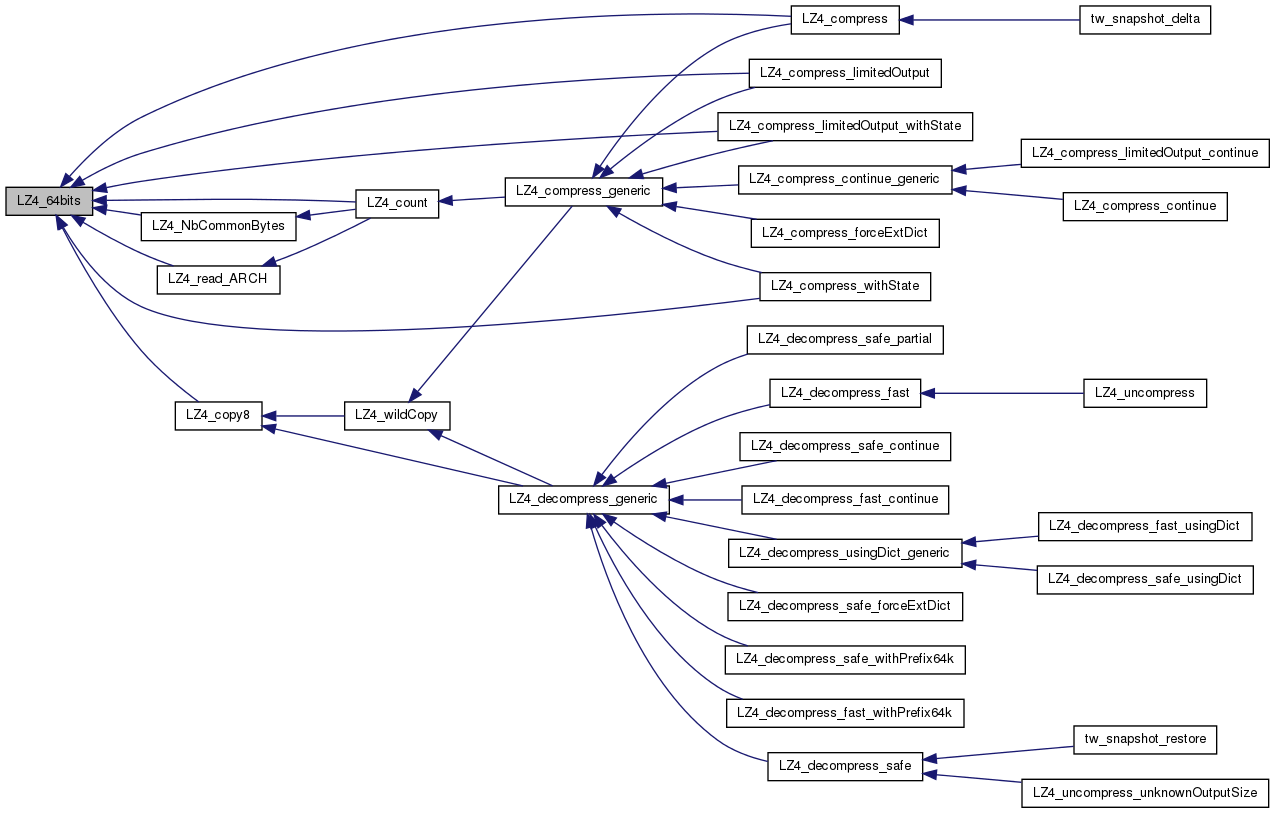 LZ4_compress
tw_snapshot_delta
LZ4_compress_limitedOutput
LZ4_compress_limitedOutput_withState
LZ4_compress_limitedOutput_continue
LZ4_compress_continue_generic
LZ4_64bits
LZ4_compress_generic
LZ4_count
LZ4_compress_continue
LZ4_NbCommonBytes
LZ4_compress_forceExtDict
LZ4_read_ARCH
LZ4_compress_withState
LZ4_decompress_safe_partial
LZ4_decompress_fast
LZ4_uncompress
LZ4_copy8
LZ4_wildCopy
LZ4_decompress_safe_continue
LZ4_decompress_generic
LZ4_decompress_fast_continue
LZ4_decompress_fast_usingDict
LZ4_decompress_usingDict_generic
LZ4_decompress_safe_usingDict
LZ4_decompress_safe_forceExtDict
LZ4_decompress_safe_withPrefix64k
LZ4_decompress_fast_withPrefix64k
tw_snapshot_restore
LZ4_decompress_safe
LZ4_uncompress_unknownOutputSize